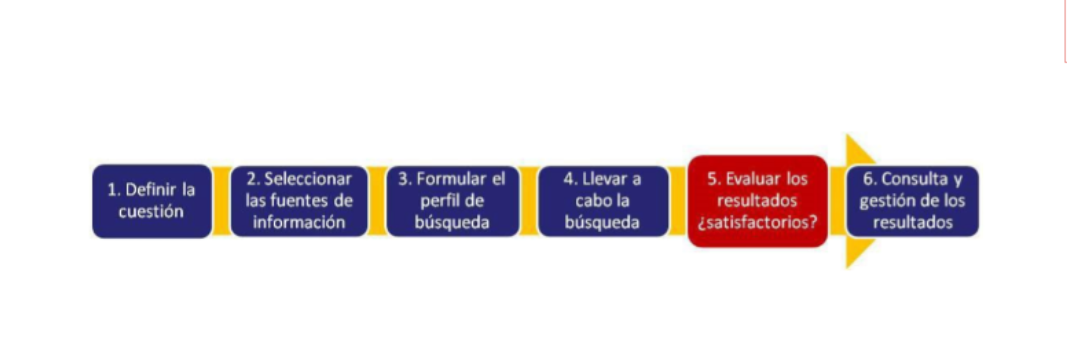 1. Definir la
cuestión
2. Seleccionar
las fuentes de
información
3. Formular el
perfil de
búsqueda
4. Llevar a
cabo la
búsqueda
5. Evaluar los
resultados
¿satisfactorios?
6. Consulta y
gestión de los
resultados